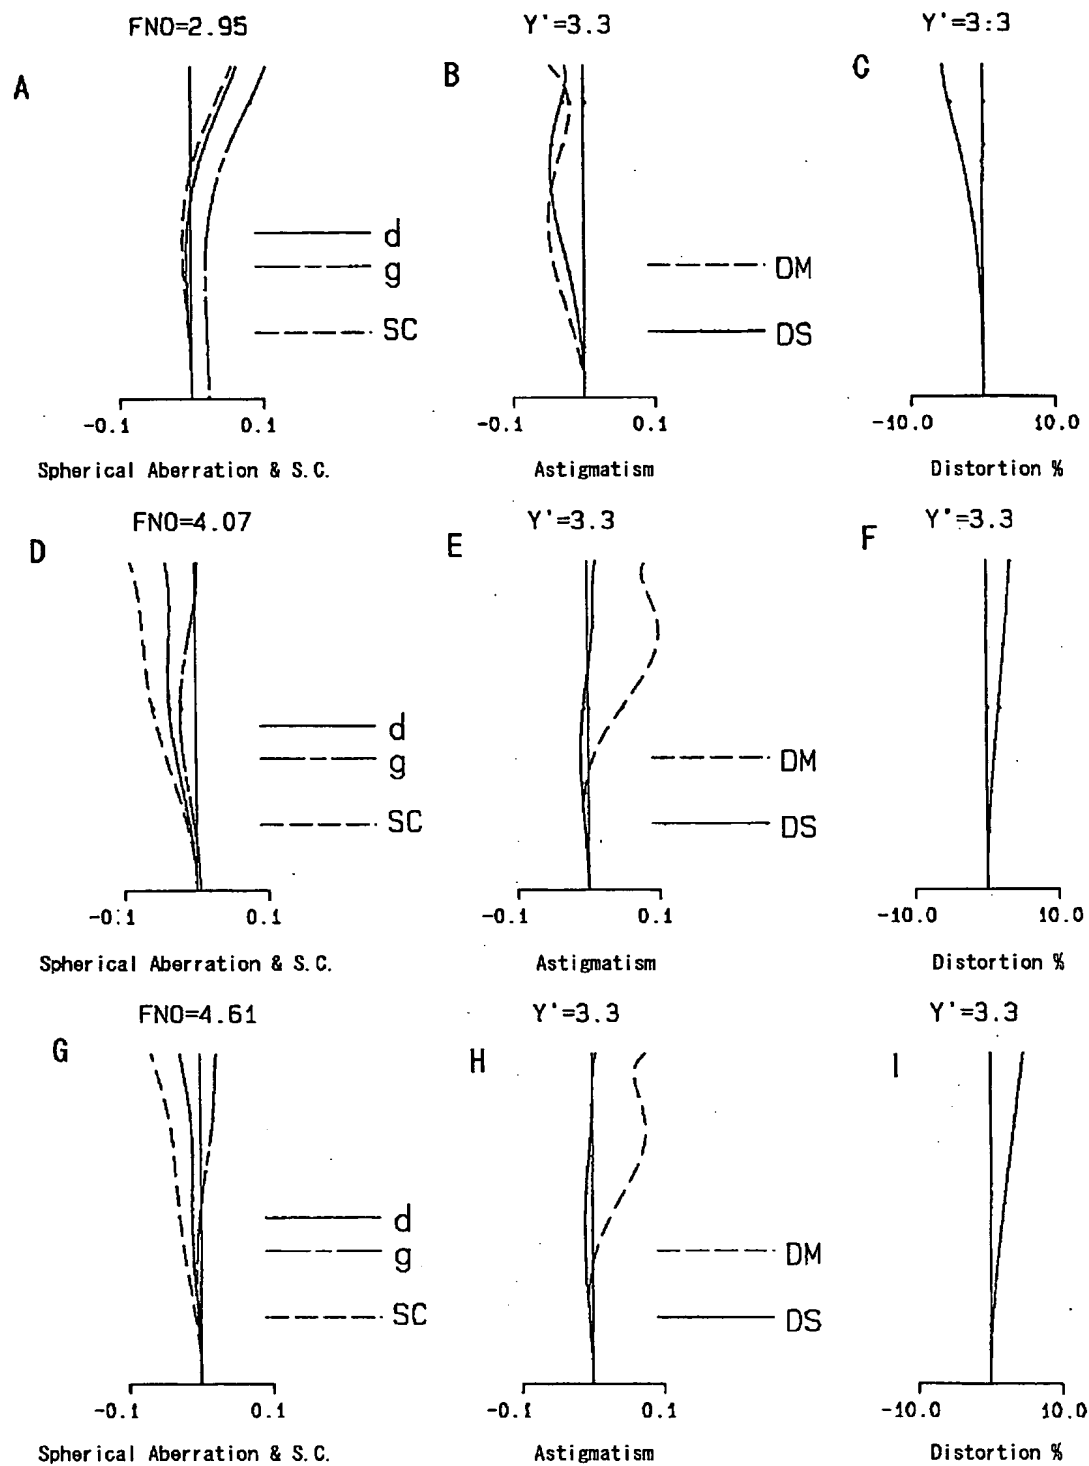 FNO=2.95
Y'=3.3
Y'=3:3
A
B
C
d
g
SC
DM
DS
-0.1 0.1
-0.1 0.1
-10.0 10.0
Spherical Aberration & S.C.
Astigmatism
Distortion %
FNO=4.07
Y'=3.3
Y'=3.3
D
E
F
d
g
SC
DM
DS
-0.1 0.1
-0.1 0.1
-10.0 10.0
Spherical Aberration & S.C.
Astigmatism
Distortion %
FNO=4.61
Y'=3.3
Y'=3.3
G
H
I
d
g
SC
DM
DS
-0.1 0.1
-0.1 0.1
-10.0 10.0
Spherical Aberration & S.C.
Astigmatism
Distortion %